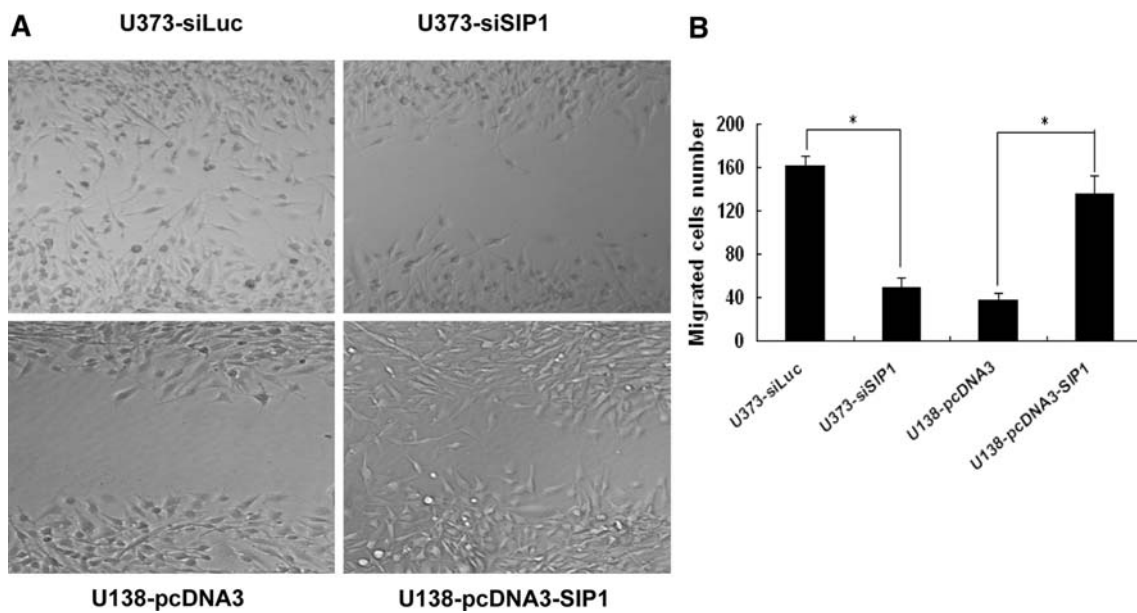 A
U373-siLuc
U373-siSIP1
U138-pcDNA3
U138-pcDNA3-SIP1
B
Migrated cells number
200
160
120
80
40
0
*
*
U373-siLuc
U373-siSIP1
U138-pcDNA3
U138-pcDNA3-SIP1